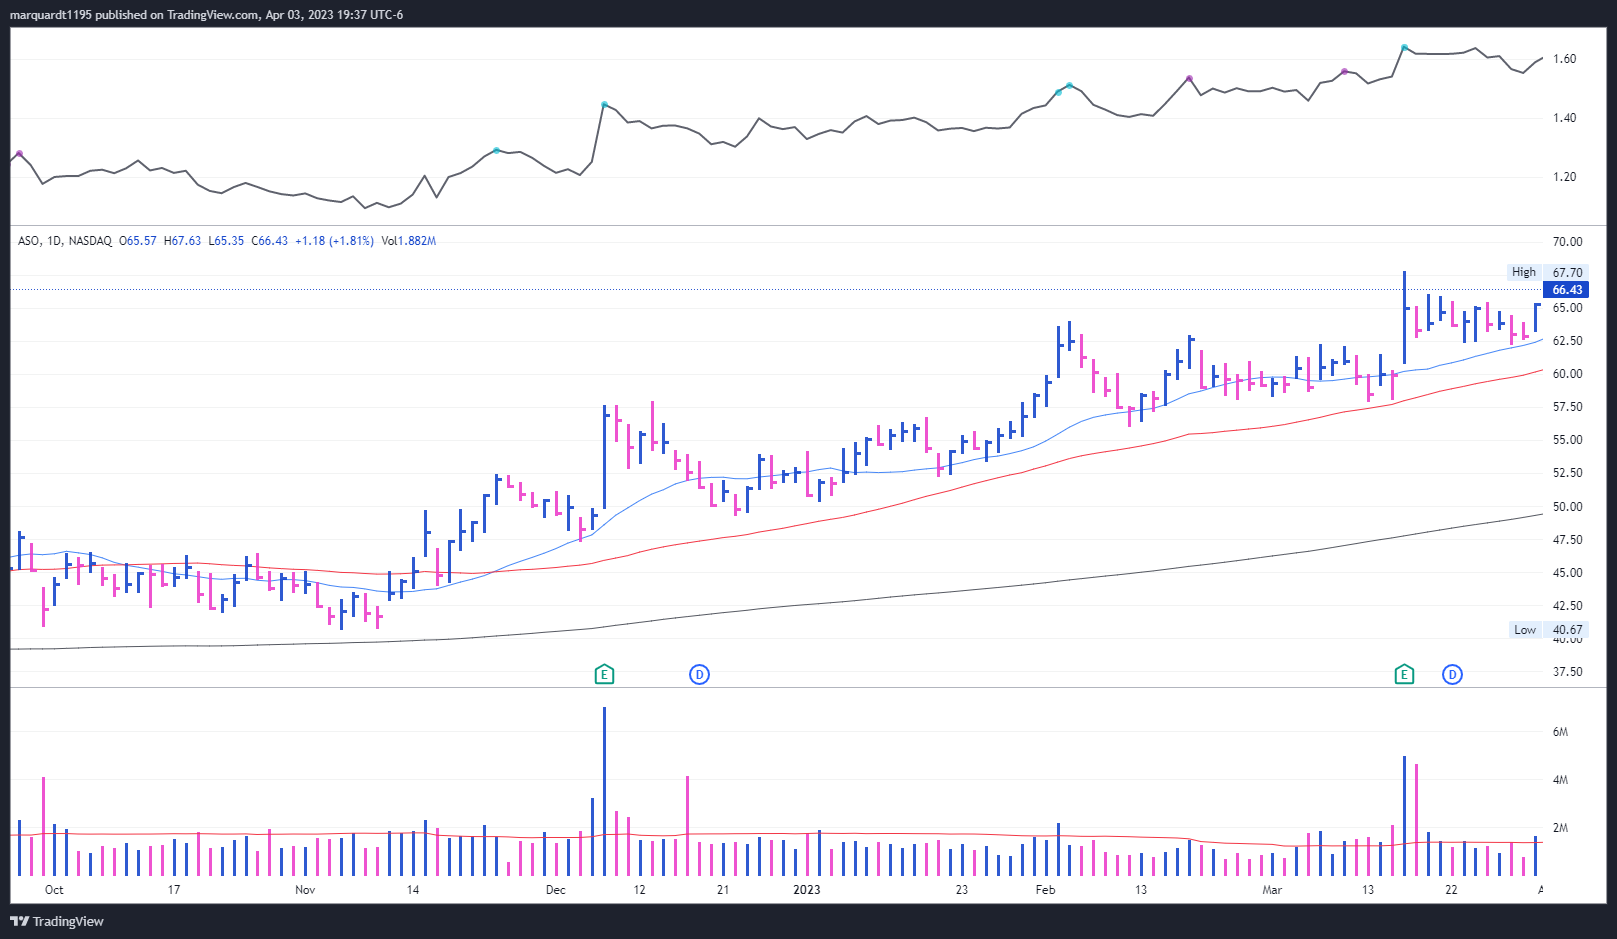 marquardt1195 published on TradingView.com, Apr 03, 2023 19:37 UTC-6
1.60
1.40
1.20
ASO, 1D, NASDAQ O65.57 H67.63 L65.35 C66.43 +1.18 (+1.81%) Vol1.882M
70.00
High 67.70
66.43
65.00
62.50
60.00
57.50
55.00
52.50
50.00
47.50
45.00
42.50
Low 40.67
40.00
37.50
E D E D
6M
4M
2M
Oct 17 Nov 14 Dec 12 21 2023 23 Feb 13 Mar 13 22 A
TradingView